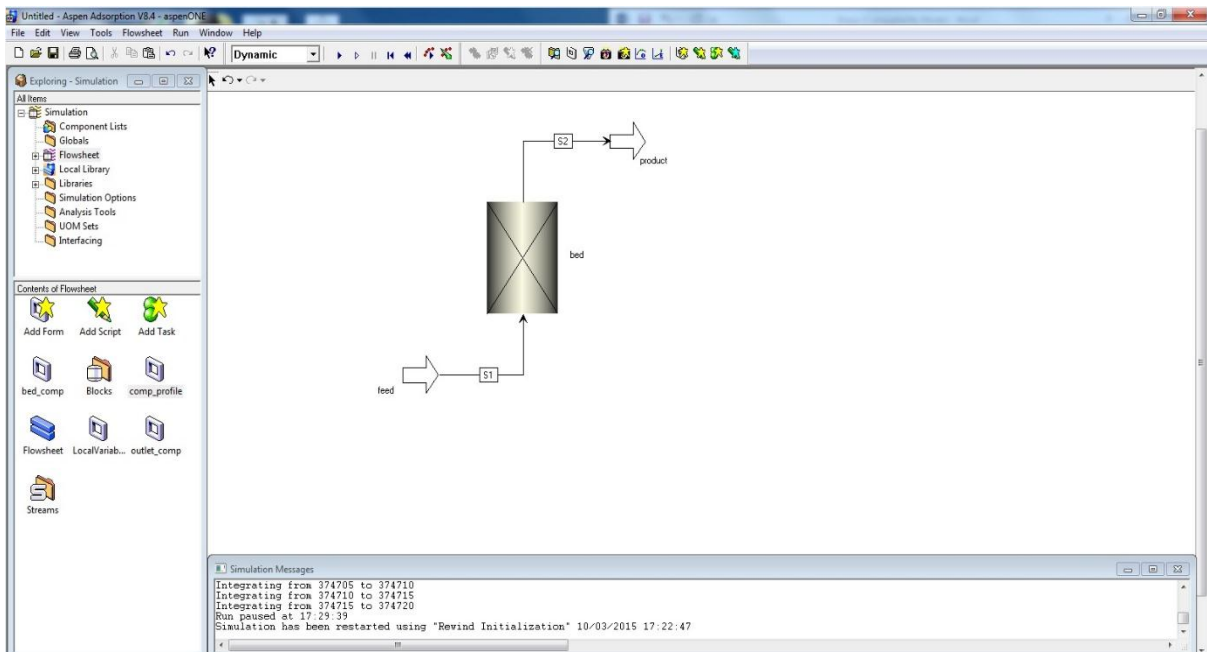 Untitled - Aspen Adsorption V8.4 - aspenONE
File Edit View Tools Flowsheet Run Window Help
Dynamic
Exploring - Simulation
All Items
Simulation
Component Lists
Globals
Flowsheet
Local Library
Libraries
Simulation Options
Analysis Tools
UOM Sets
Interfacing
Contents of Flowsheet
Add Form Add Script Add Task
bed_comp Blocks comp_profile
Flowsheet LocalVariab... outlet_comp
Streams
S2
product
bed
S1
feed
Simulation Messages
Integrating from 374705 to 374710
Integrating from 374710 to 374715
Integrating from 374715 to 374720
Run paused at 17:29:39
Simulation has been restarted using "Rewind Initialization" 10/03/2015 17:22:47